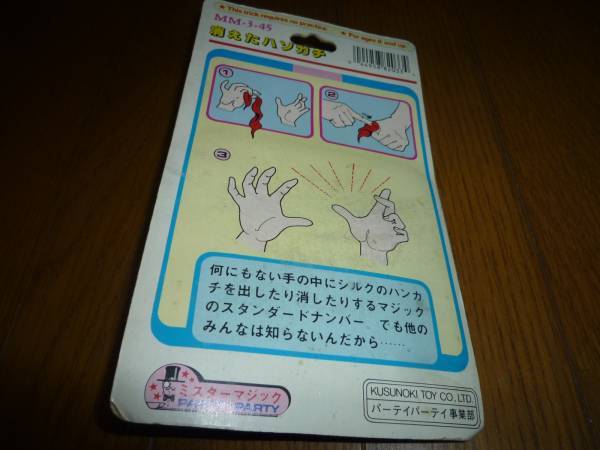 ★ This trick requires no practice. ★ For ages 8 and up
MM-3-45
消えたハンカチ
①
②
③
何にもない手の中にシルクのハンカ
チを出したり消したりするマジック
のスタンダードナンバー でも他の
みんなは知らないんだから……
ミスターマジック
PARTY PARTY
KUSUNOKI TOY CO., LTD.
パーテイパーテイ事業部